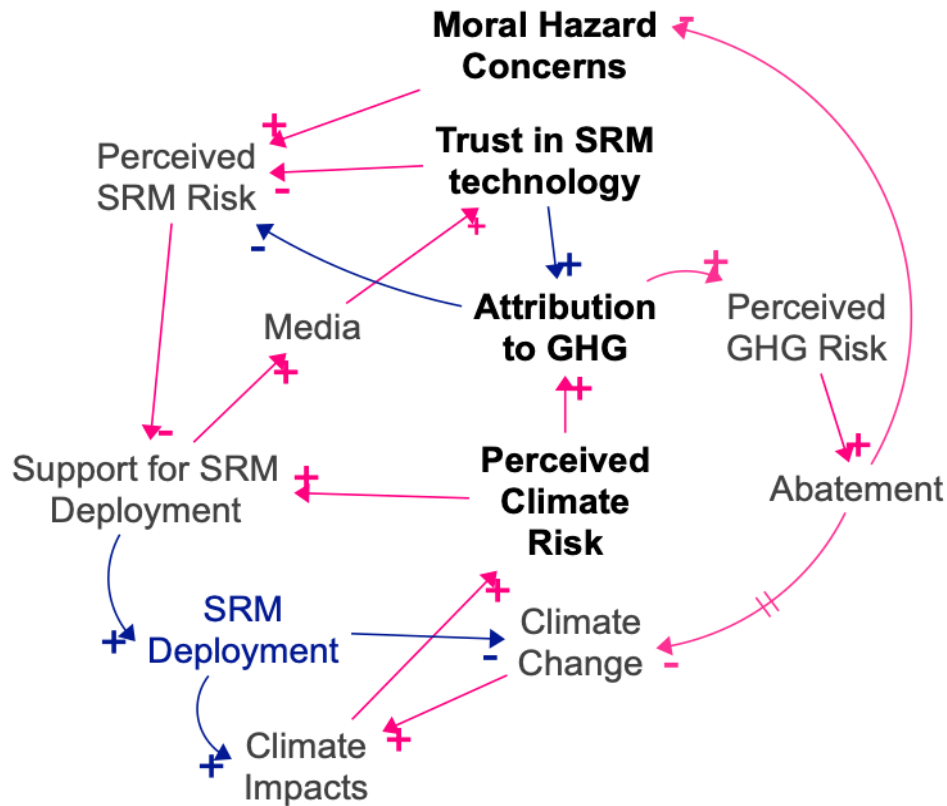 Moral Hazard
Concerns
-
+
Perceived
SRM Risk
-
Trust in SRM
technology
+
-
+
+
Attribution
to GHG
Perceived
GHG Risk
Media
+
+
-
+
Support for SRM
Deployment
+
Perceived
Climate
Risk
Abatement
+
SRM
Deployment
+
-
Climate
Change
-
+
Climate
Impacts
+